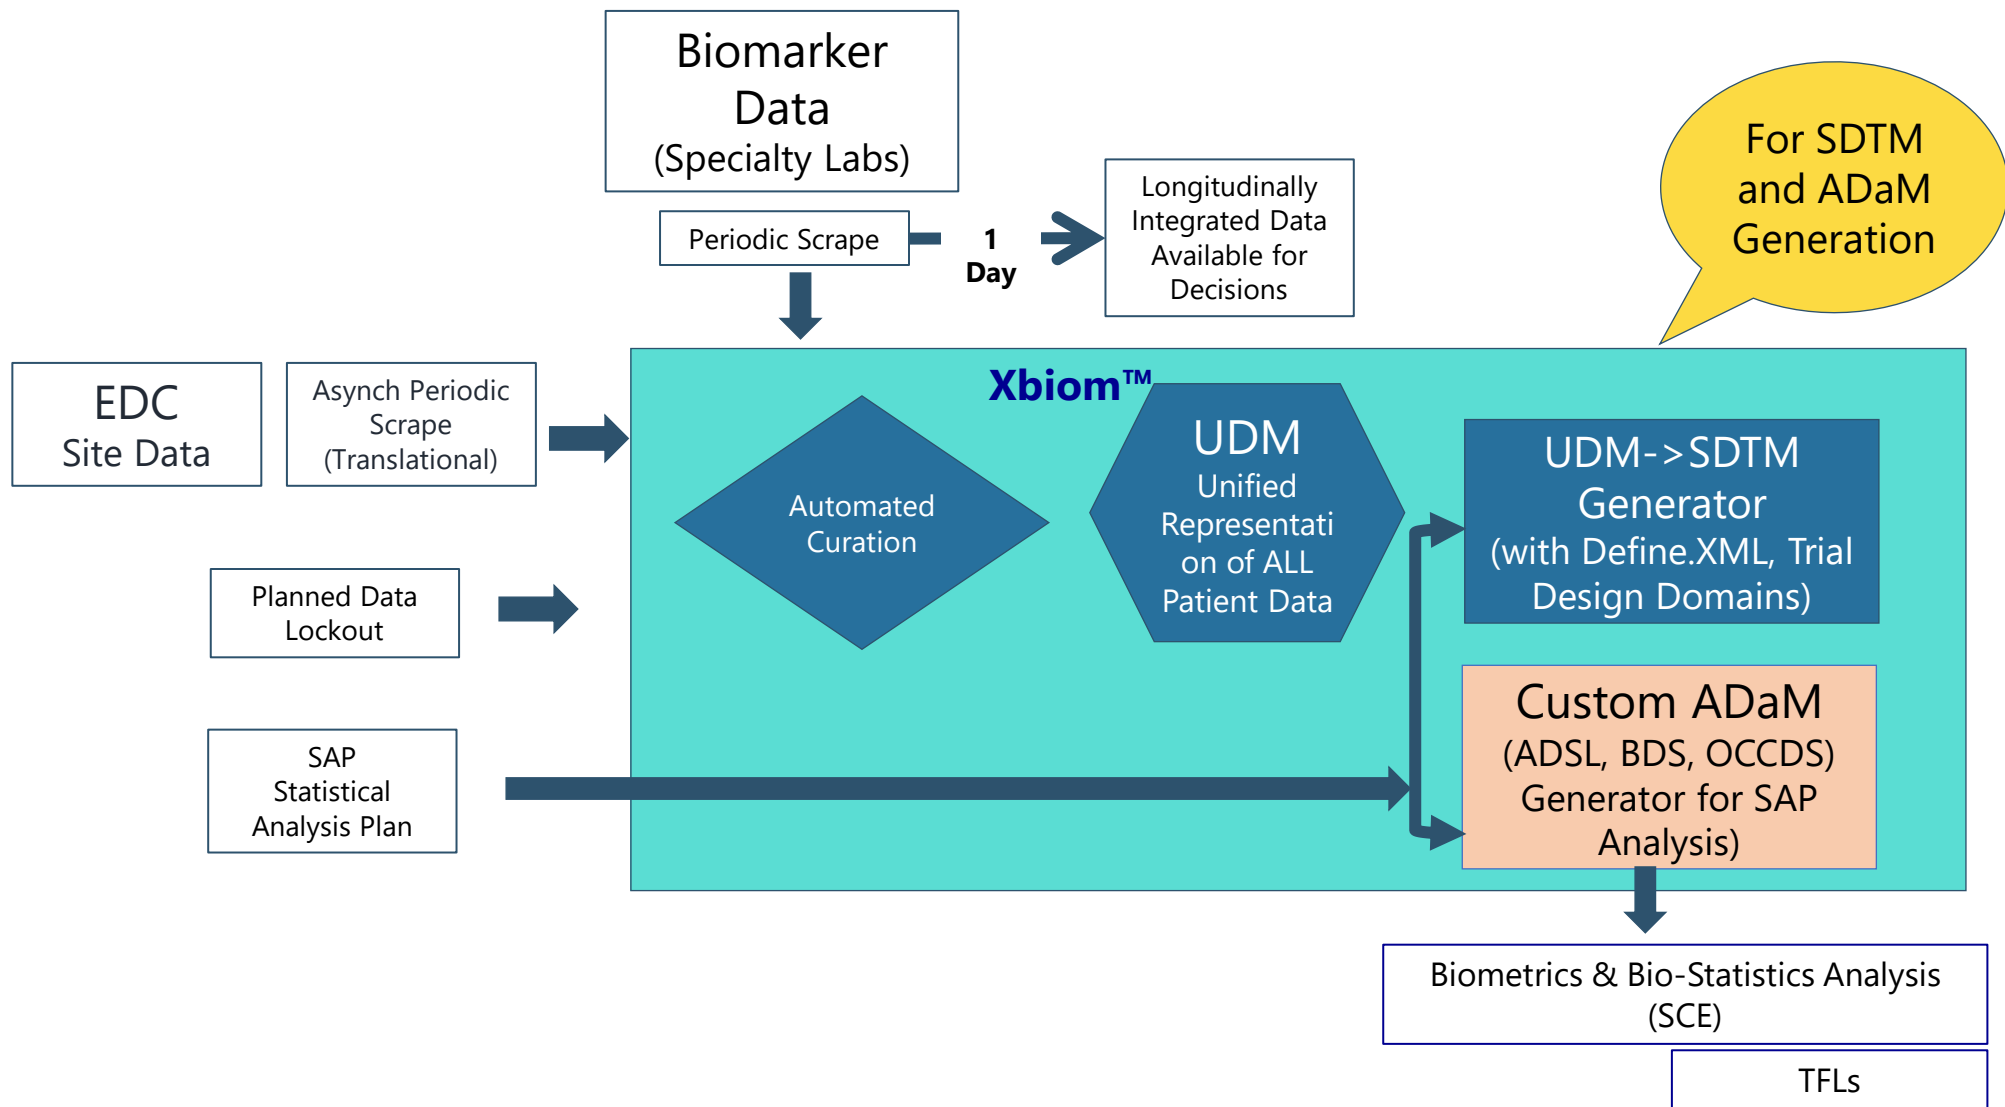 Biomarker
Data
(Specialty Labs)
Periodic Scrape
1
Day
Longitudinally
Integrated Data
Available for
Decisions
For SDTM
and ADaM
Generation
EDC
Site Data
Asynch Periodic
Scrape
(Translational)
Xbiom™
Automated
Curation
UDM
Unified
Representati
on of ALL
Patient Data
UDM->SDTM
Generator
(with Define.XML, Trial
Design Domains)
Planned Data
Lockout
SAP
Statistical
Analysis Plan
Custom ADaM
(ADSL, BDS, OCCDS)
Generator for SAP
Analysis)
Biometrics & Bio-Statistics Analysis
(SCE)
TFLs